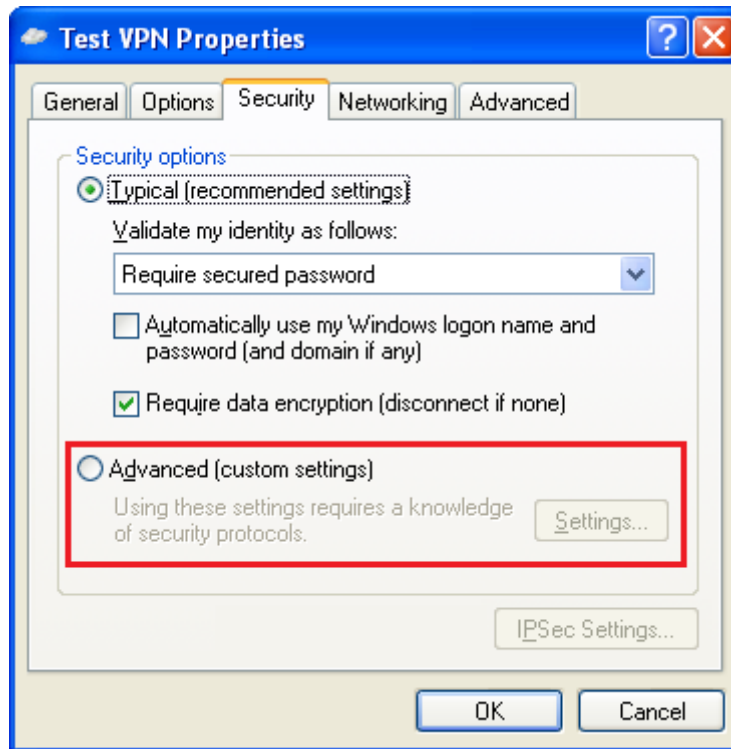 Test VPN Properties
?
General Options Security Networking Advanced
Security options
Typical (recommended settings)
Validate my identity as follows:
Require secured password
Automatically use my Windows logon name and
password (and domain if any)
Require data encryption (disconnect if none)
Advanced (custom settings)
Using these settings requires a knowledge
of security protocols.
Settings...
IPSec Settings...
OK Cancel